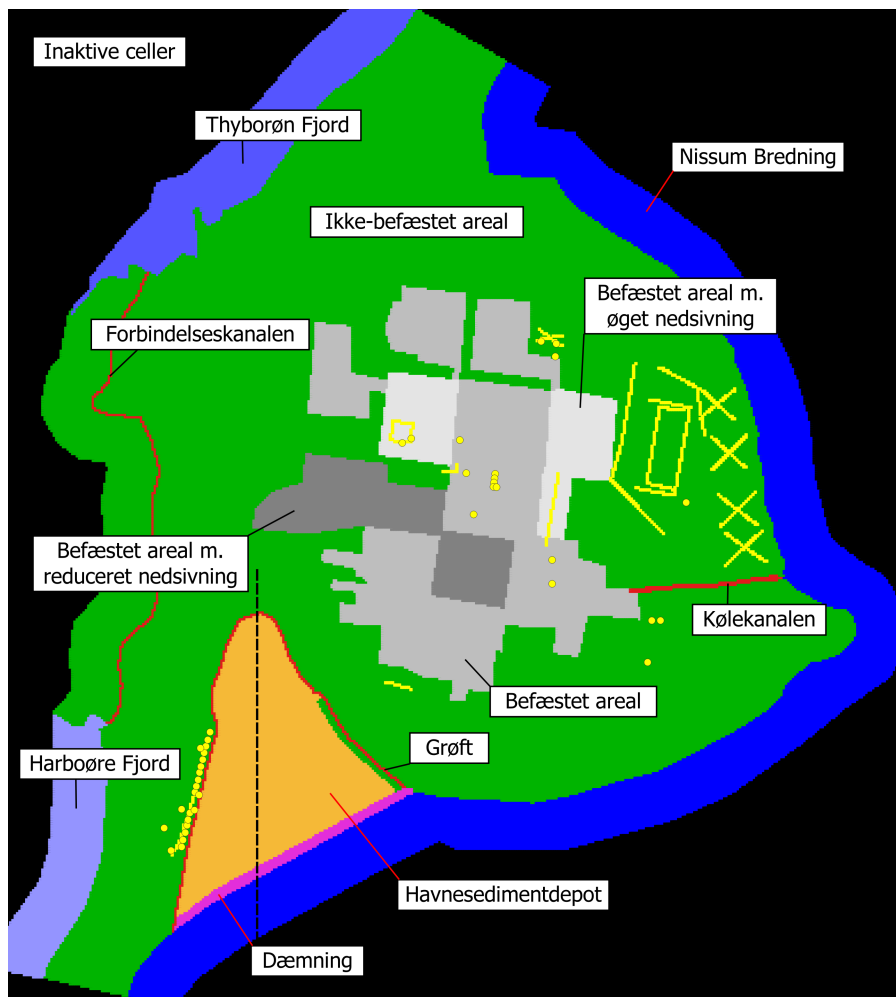 Inaktive celler
Thyborøn Fjord
Nissum Bredning
Ikke-befæstet areal
Befæstet areal m.
øget nedsivning
Forbindelseskanalen
Befæstet areal m.
reduceret nedsivning
Kølekanalen
Befæstet areal
Grøft
Harboøre Fjord
Havnesedimentdepot
Dæmning